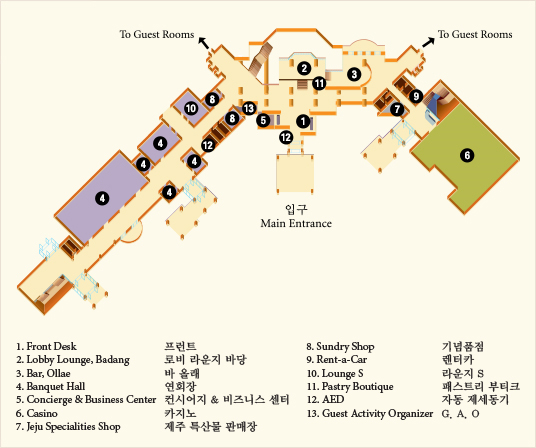 To Guest Rooms
To Guest Rooms
2
3
11
9
8
10
13
7
8
5
1
12
12
4
4
4
6
4
4
입구
Main Entrance
1. Front Desk 프런트
2. Lobby Lounge, Badang 로비 라운지 바당
3. Bar, Ollae 바 올래
4. Banquet Hall 연회장
5. Concierge & Business Center 컨시어지 & 비즈니스 센터
6. Casino 카지노
7. Jeju Specialities Shop 제주 특산물 판매장
8. Sundry Shop 기념품점
9. Rent-a-Car 렌터카
10. Lounge S 라운지 S
11. Pastry Boutique 패스트리 부티크
12. AED 자동 제세동기
13. Guest Activity Organizer G. A. O